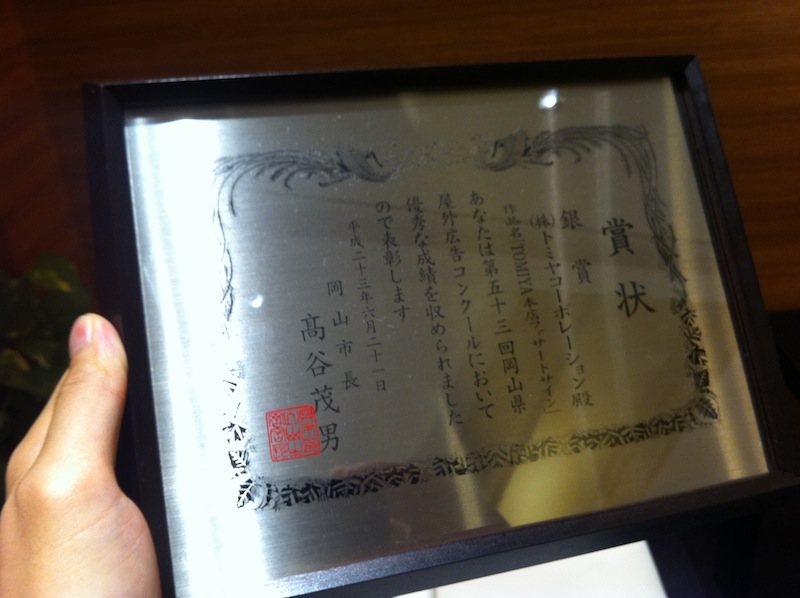 賞状
銀賞
(株)トミヤコーポレーション殿
作品名「TOMIYA本店ファサードサイン」
あなたは第五十三回岡山県
屋外広告コンクールにおいて
優秀な成績を収められました
ので表彰します
平成二十三年六月二十一日
岡山市長
髙谷茂男